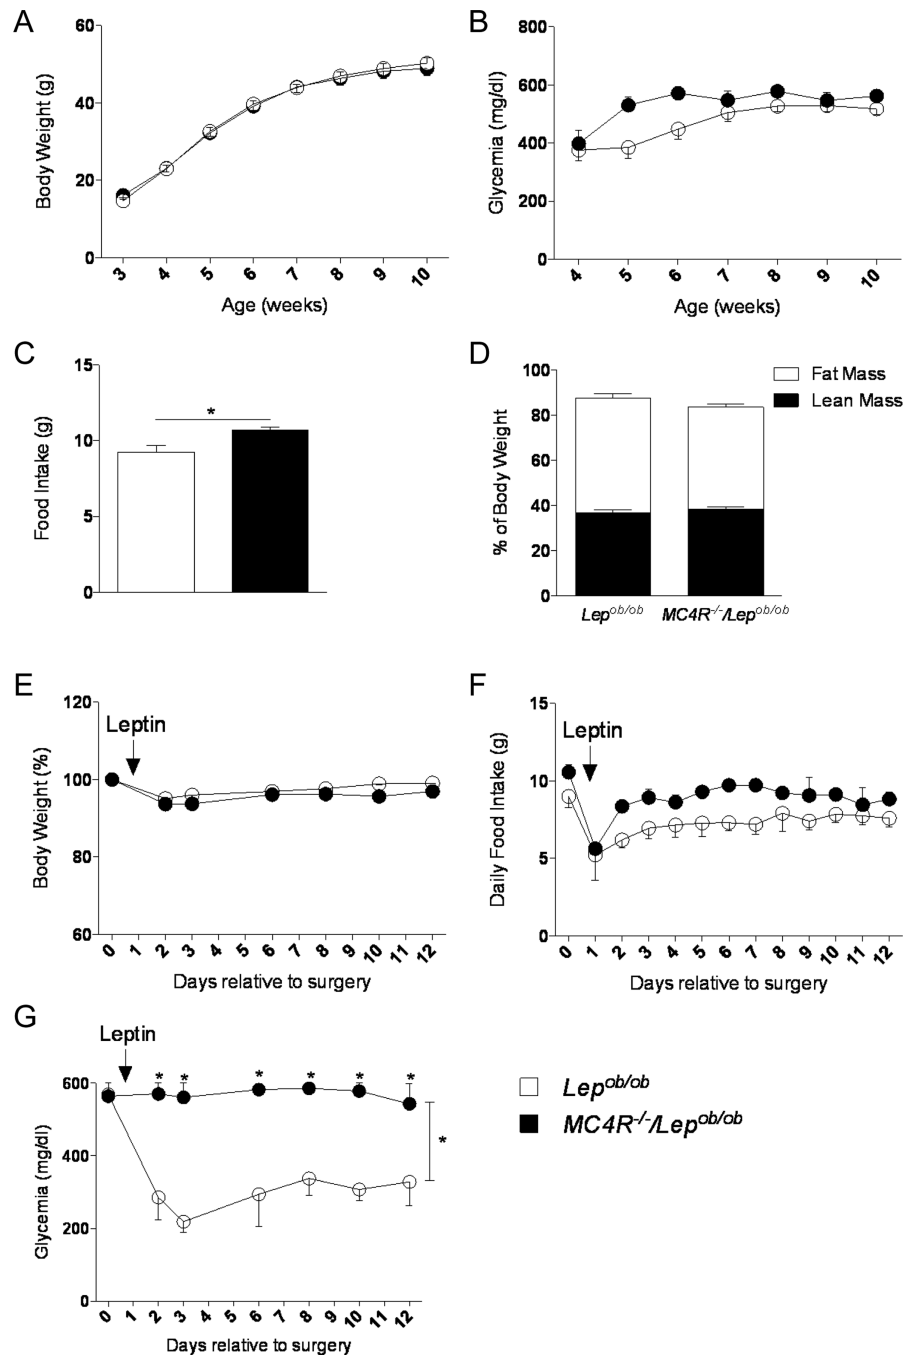 A
Body Weight (g)
60
40
20
0
3 4 5 6 7 8 9 10
Age (weeks)
B
Glycemia (mg/dl)
800
600
400
200
0
4 5 6 7 8 9 10
Age (weeks)
C
Food Intake (g)
15
10
5
0
*
D
% of Body Weight
100
80
60
40
20
0
Fat Mass
Lean Mass
Lep^ob/ob MC4R^-/-/Lep^ob/ob
E
Body Weight (%)
120
100
80
60
Leptin
0 1 2 3 4 5 6 7 8 9 10 11 12
Days relative to surgery
F
Daily Food Intake (g)
15
10
5
0
Leptin
0 1 2 3 4 5 6 7 8 9 10 11 12
Days relative to surgery
G
Glycemia (mg/dl)
600
400
200
0
Leptin
* * * * * *
*
0 1 2 3 4 5 6 7 8 9 10 11 12
Days relative to surgery
Lep^ob/ob
MC4R^-/-/Lep^ob/ob